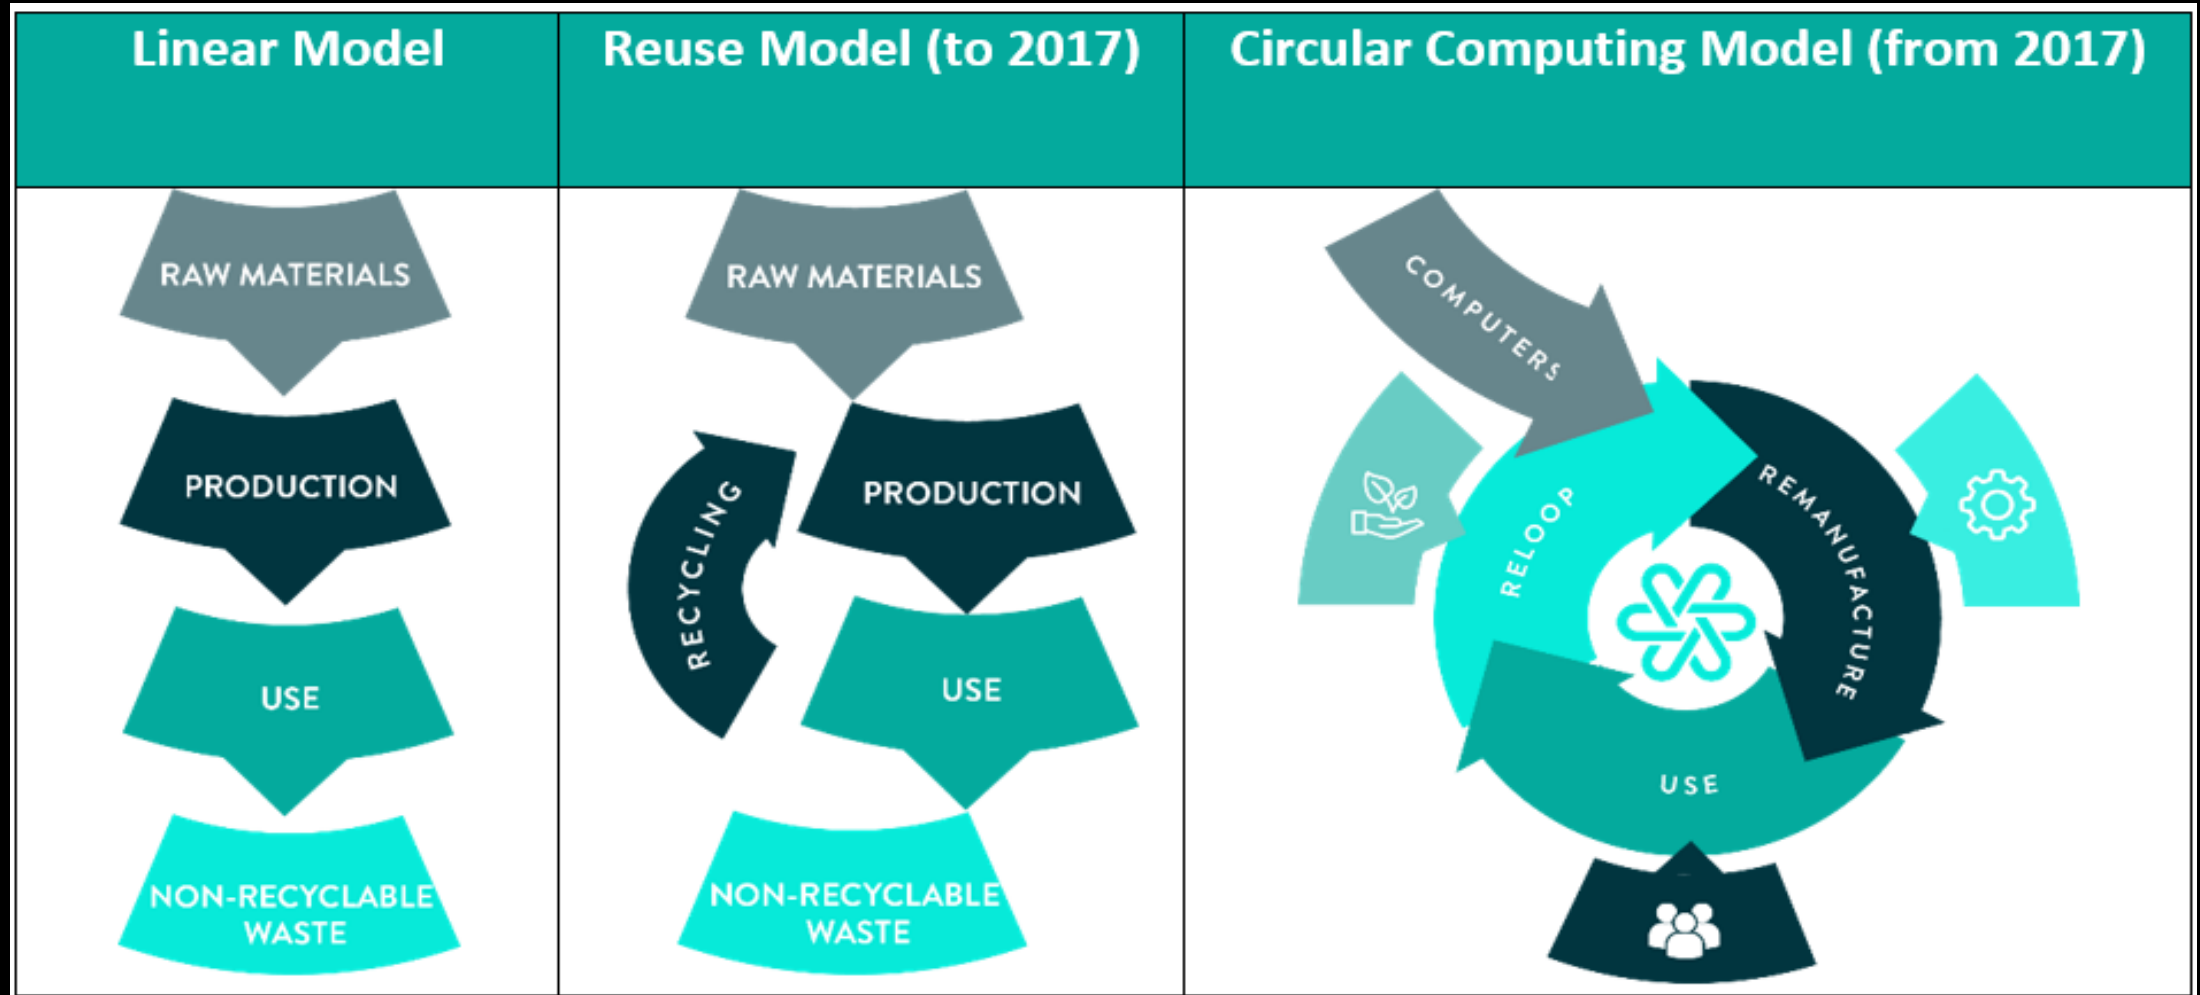 Linear Model
Reuse Model (to 2017)
Circular Computing Model (from 2017)
RAW MATERIALS
PRODUCTION
USE
NON-RECYCLABLE
WASTE
RAW MATERIALS
PRODUCTION
RECYCLING
USE
NON-RECYCLABLE
WASTE
COMPUTERS
RELOOP
REMANUFACTURE
USE